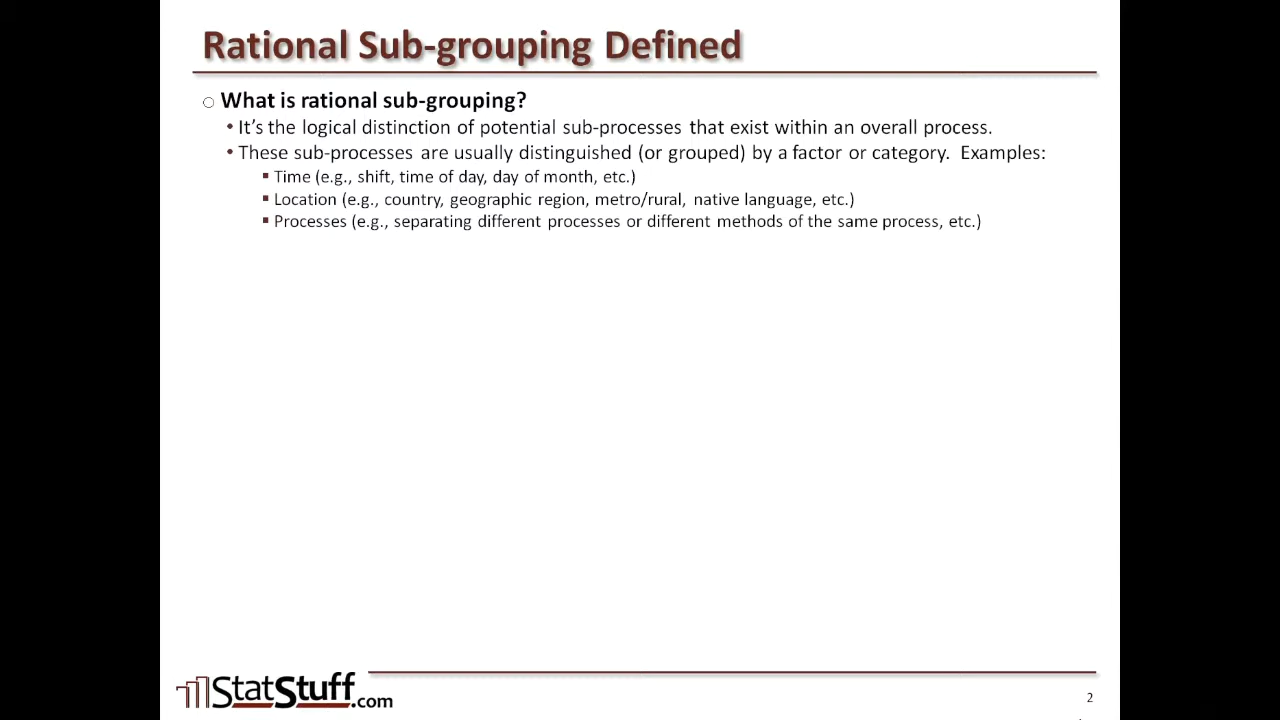 Rational Sub-grouping Defined
What is rational sub-grouping?
• It's the logical distinction of potential sub-processes that exist within an overall process.
• These sub-processes are usually distinguished (or grouped) by a factor or category. Examples:
▪ Time (e.g., shift, time of day, day of month, etc.)
▪ Location (e.g., country, geographic region, metro/rural, native language, etc.)
▪ Processes (e.g., separating different processes or different methods of the same process, etc.)
StatStuff.com
2